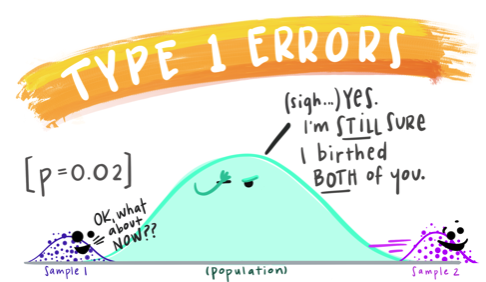 TYPE 1 ERRORS
(sigh...) YES.
I'm STILL SURE
I birthed
BOTH of you.
[p=0.02]
OK, what
about
NOW??
Sample 1
(population)
Sample 2